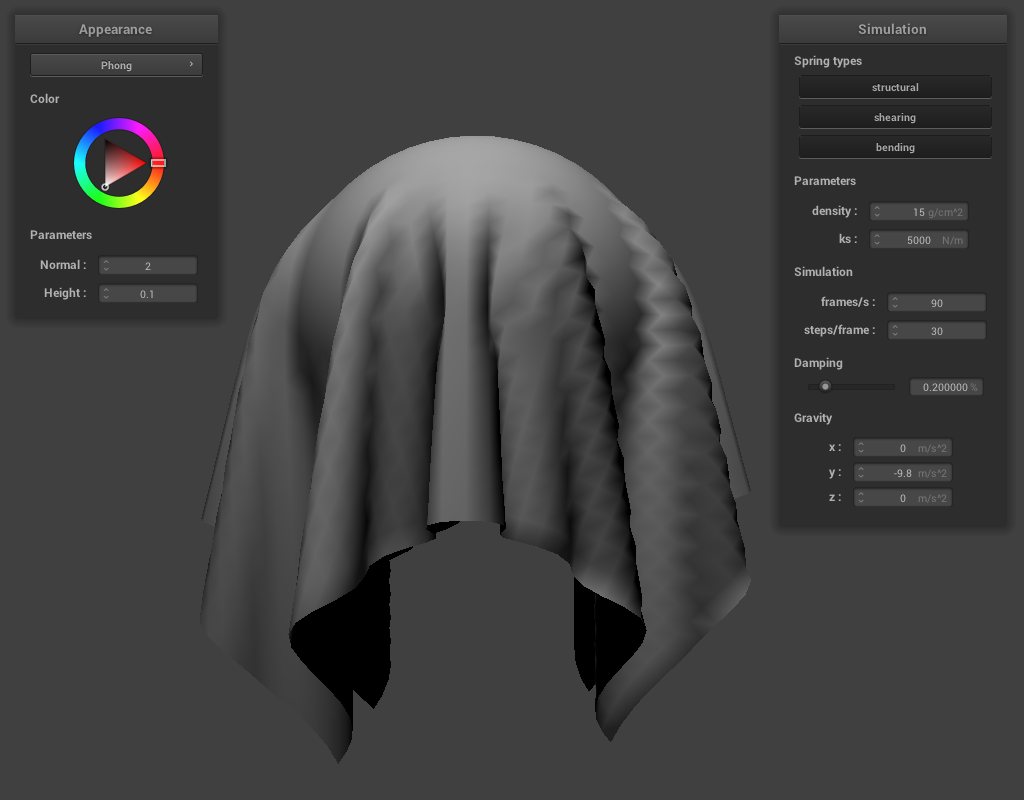 Appearance
Phong
Color
Parameters
Normal : 2
Height : 0.1
Simulation
Spring types
structural
shearing
bending
Parameters
density : 15 g/cm^2
ks : 5000 N/m
Simulation
frames/s : 90
steps/frame : 30
Damping
0.200000 %
Gravity
x : 0 m/s^2
y : -9.8 m/s^2
z : 0 m/s^2